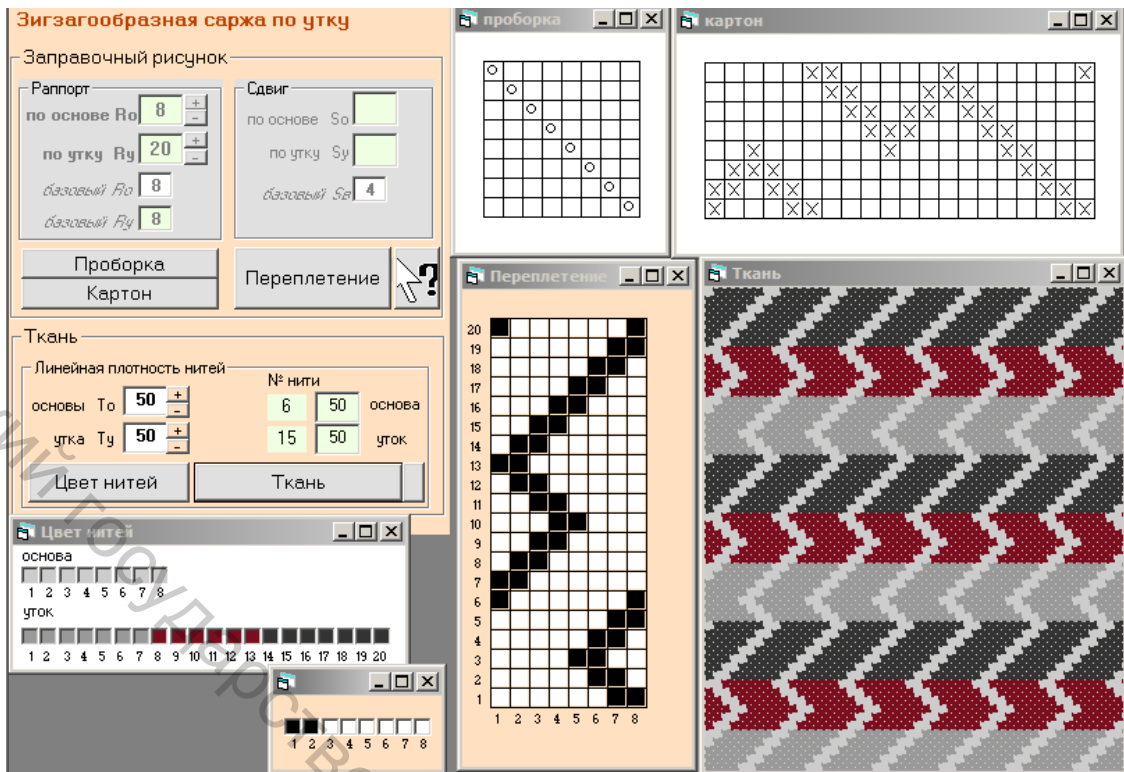 Зигзагообразная саржа по утку
Заправочный рисунок
Раппорт
по основе Ro 8 + -
по утку Ry 20 + -
базовый Ro 8
базовый Ry 8
Сдвиг
по основе So
по утку Sy
базовый Sв 4
Проборка
Картон
Переплетение
?
Ткань
Линейная плотность нитей
№ нити
основы То 50 + -
6 50 основа
утка Ту 50 + -
15 50 уток
Цвет нитей
Ткань
Цвет нитей
основа
1 2 3 4 5 6 7 8
уток
1 2 3 4 5 6 7 8 9 10 11 12 13 14 15 16 17 18 19 20
1 2 3 4 5 6 7 8
проборка
картон
Переплетение
20
19
18
17
16
15
14
13
12
11
10
9
8
7
6
5
4
3
2
1
1 2 3 4 5 6 7 8
Ткань
государстве